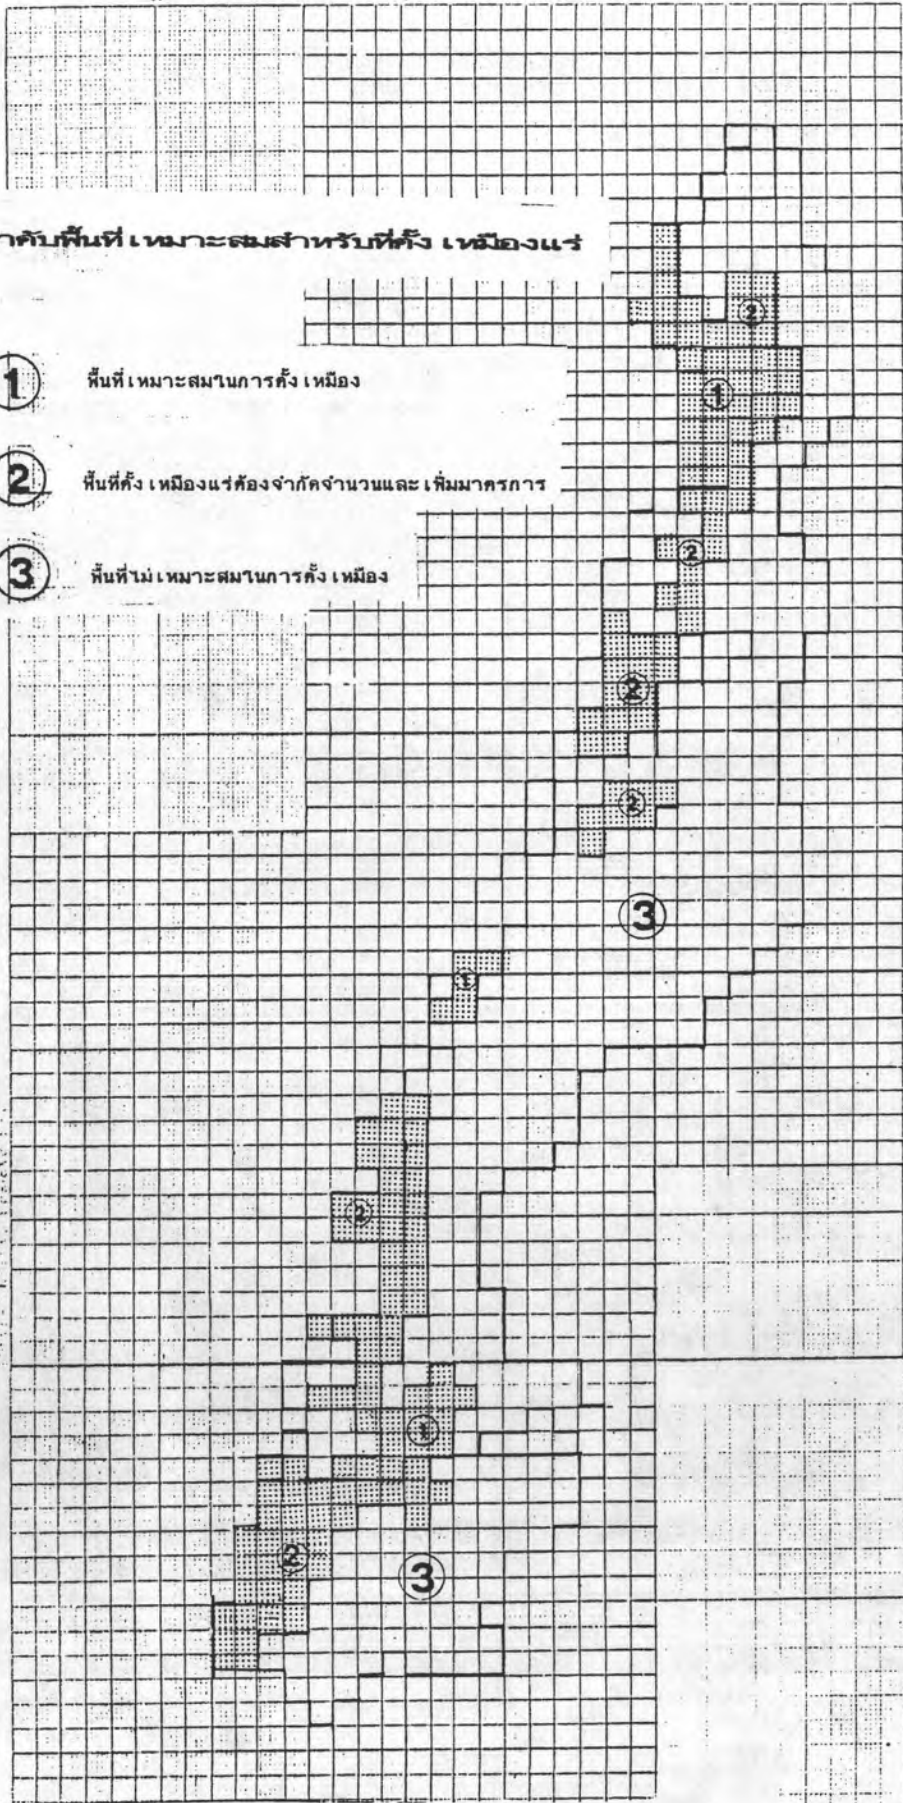 าดับพื้นที่เหมาะสมสำหรับที่ตั้งเหมืองแร่
1 พื้นที่เหมาะสมในการตั้งเหมือง
2 พื้นที่ตั้งเหมืองแร่ต้องจำกัดจำนวนและเพิ่มมาตรการ
3 พื้นที่ไม่เหมาะสมในการตั้งเหมือง
2
1
2
2
2
3
1
2
1
2
3